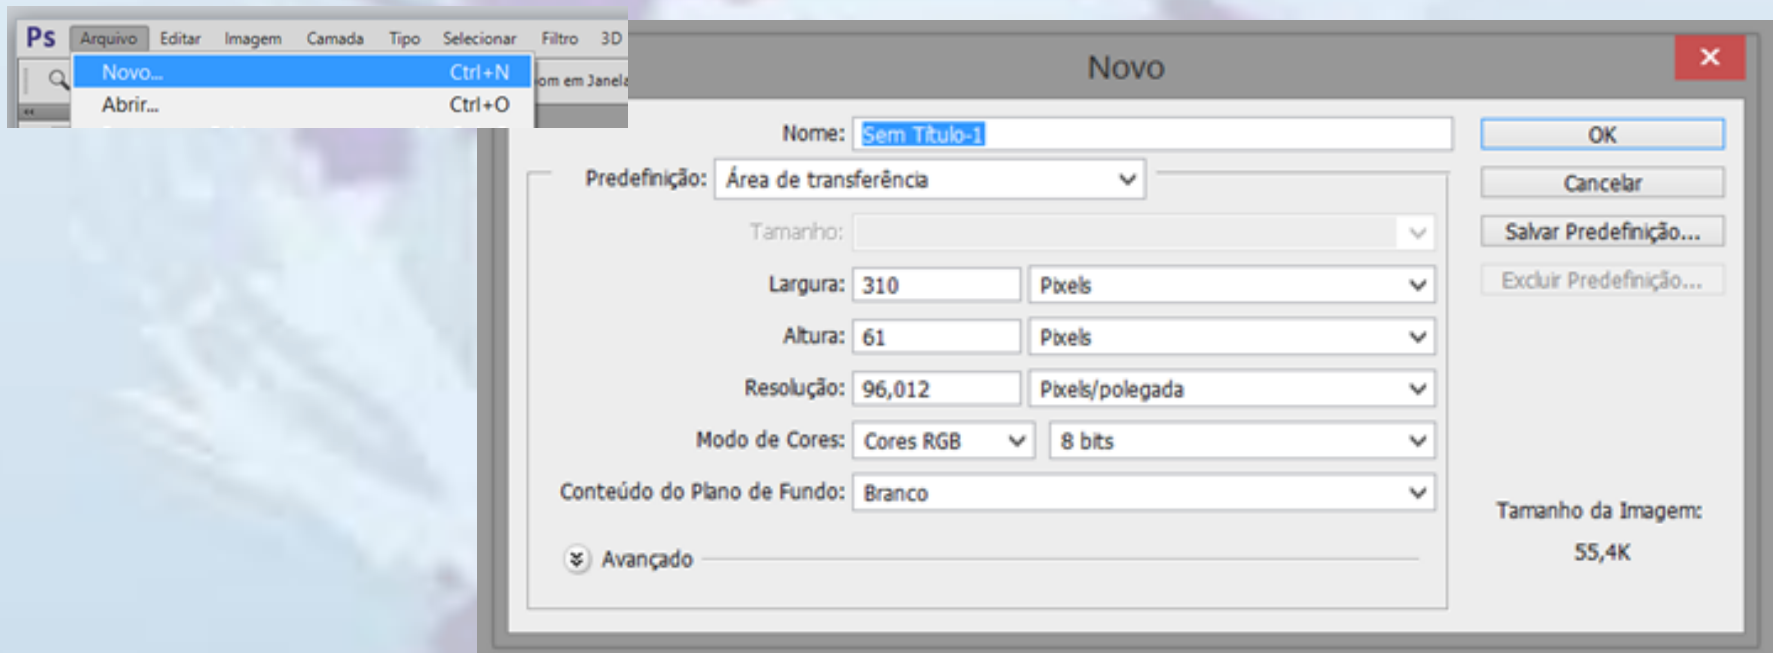 Ps Arquivo Editar Imagem Camada Tipo Selecionar Filtro 3D
Novo... Ctrl+N
om em Janela
Abrir... Ctrl+O
Novo
Nome: Sem Título-1
OK
Predefinição: Área de transferência
Cancelar
Tamanho:
Salvar Predefinição...
Largura: 310 Pixels
Excluir Predefinição...
Altura: 61 Pixels
Resolução: 96,012 Pixels/polegada
Modo de Cores: Cores RGB 8 bits
Conteúdo do Plano de Fundo: Branco
Tamanho da Imagem:
55,4K
Avançado